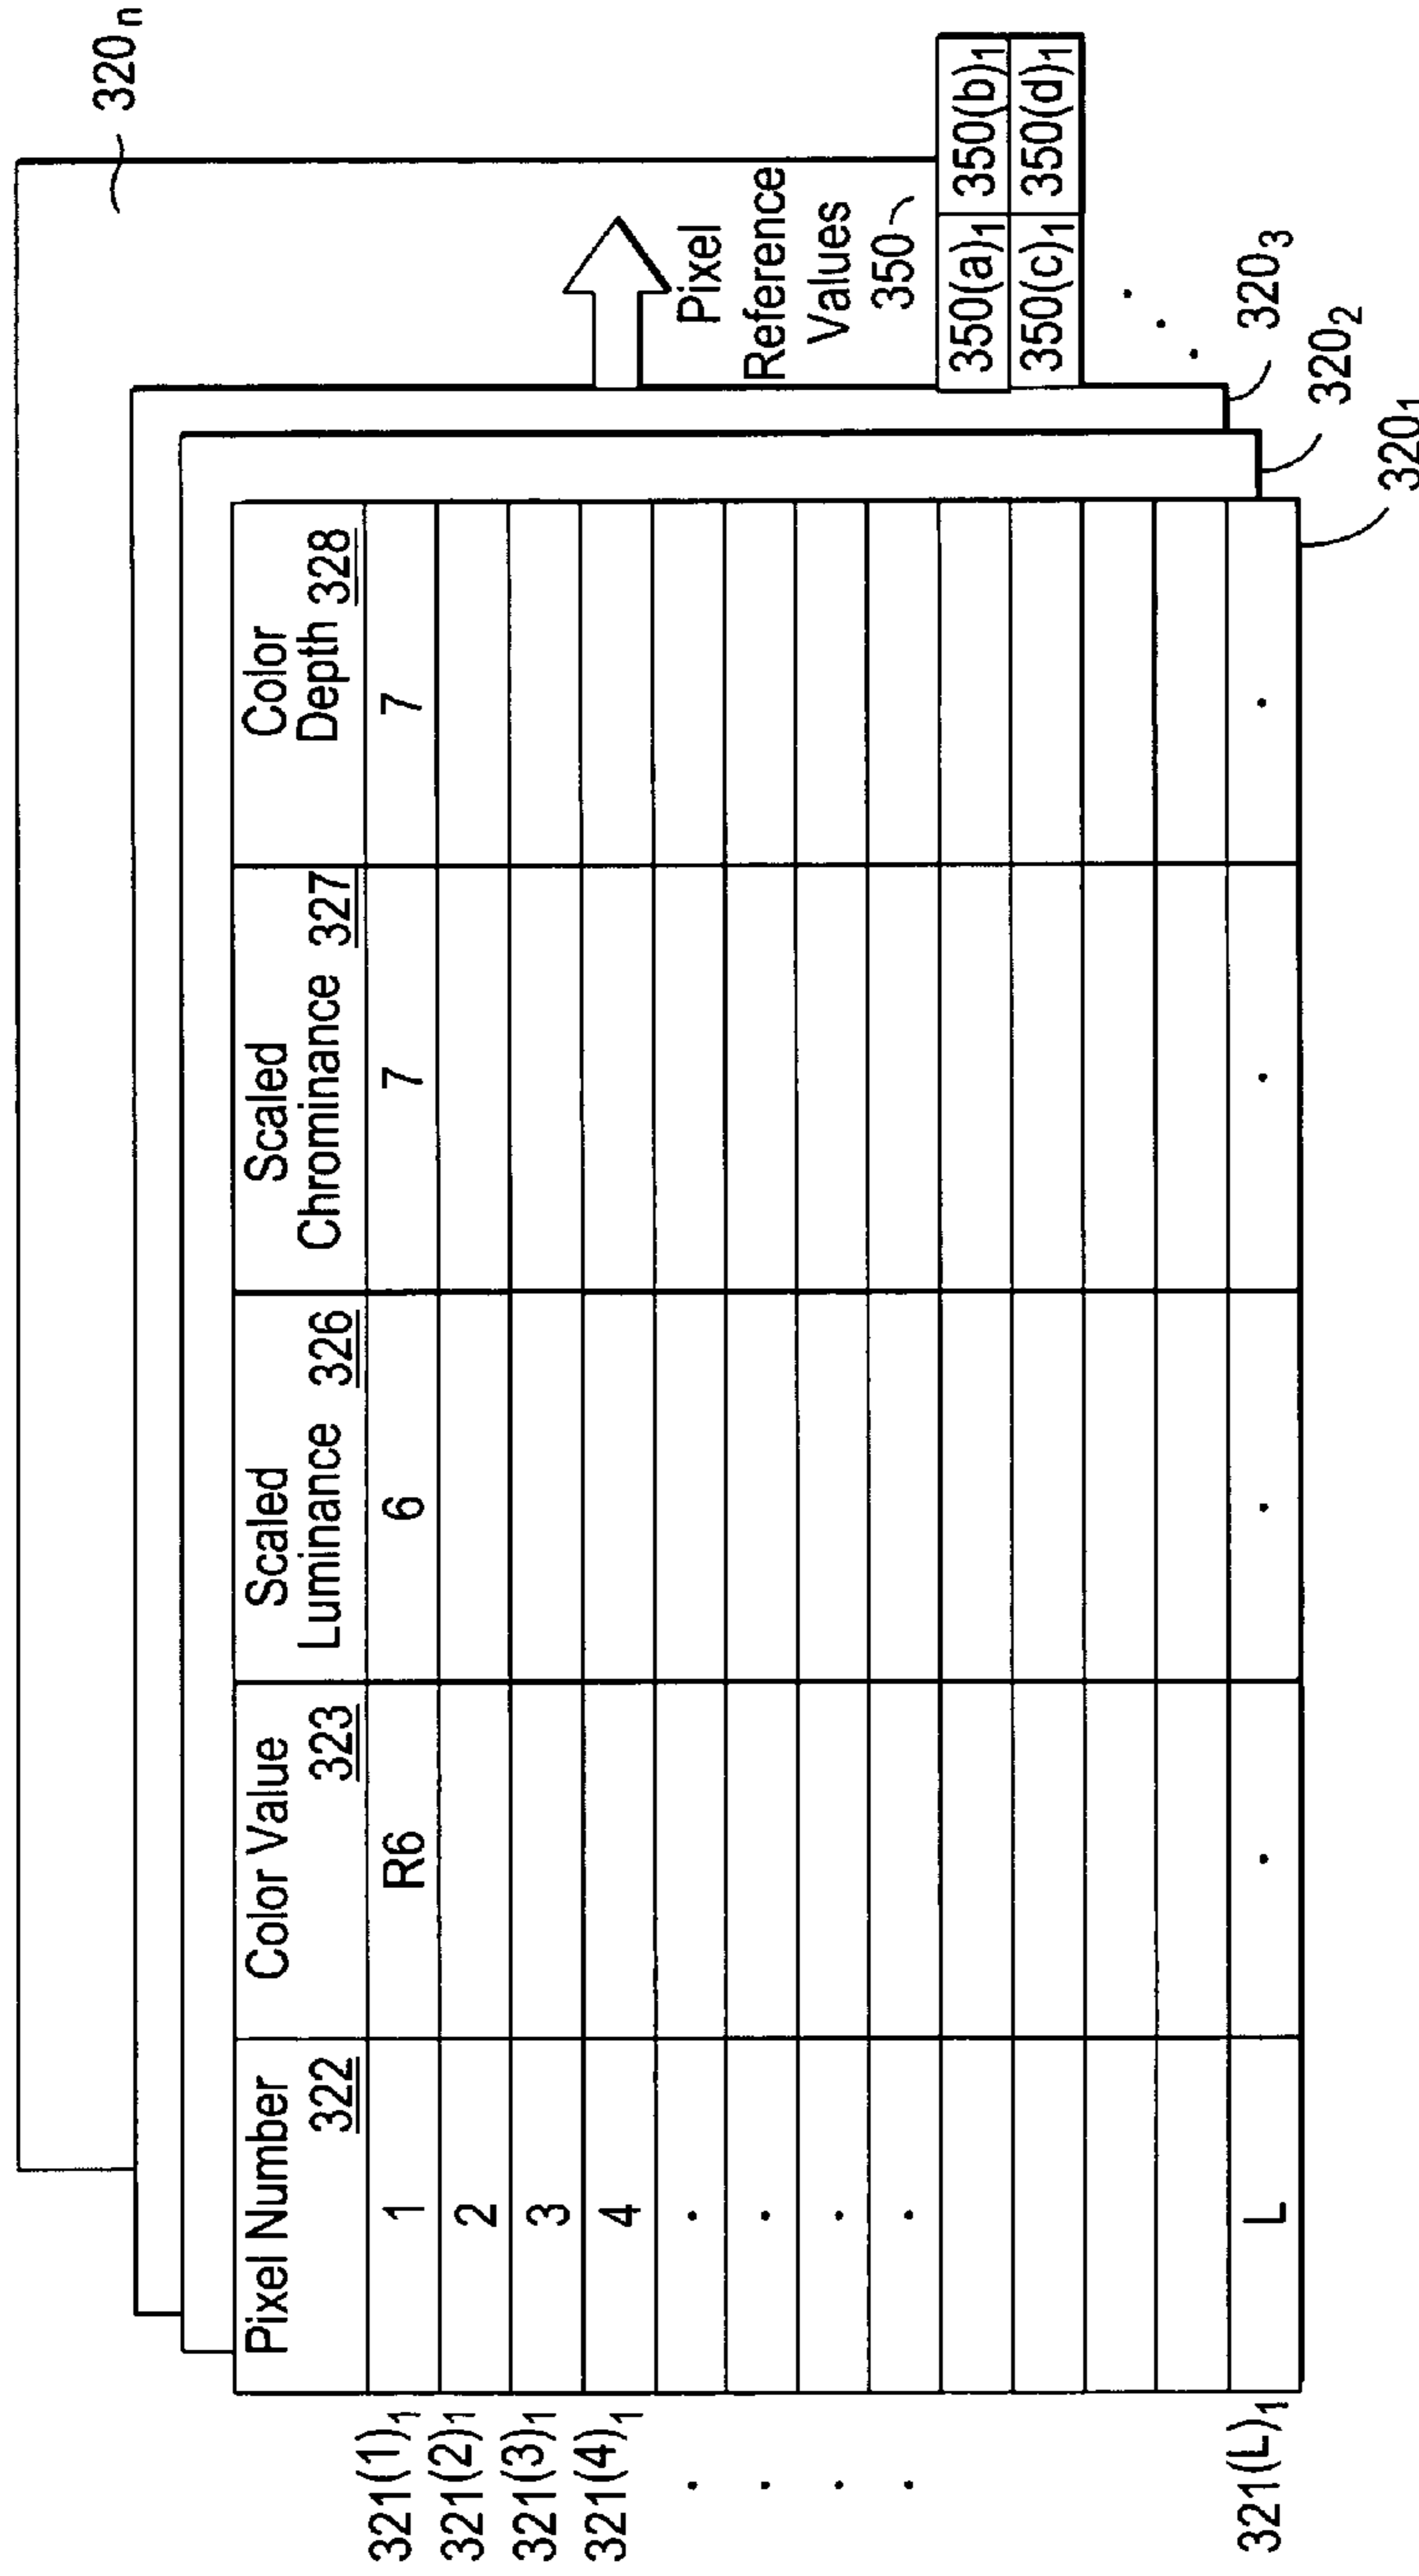 320n
Pixel Number 322
Color Value 323
Scaled Luminance 326
Scaled Chrominance 327
Color Depth 328
321(1)1 1 R6 6 7 7
321(2)1 2
321(3)1 3
321(4)1 4
. .
. .
. .
. .
321(L)1 L . . . .
Pixel
Reference
Values
350
350(a)1 350(b)1
350(c)1 350(d)1
. . .
3203
3202
3201